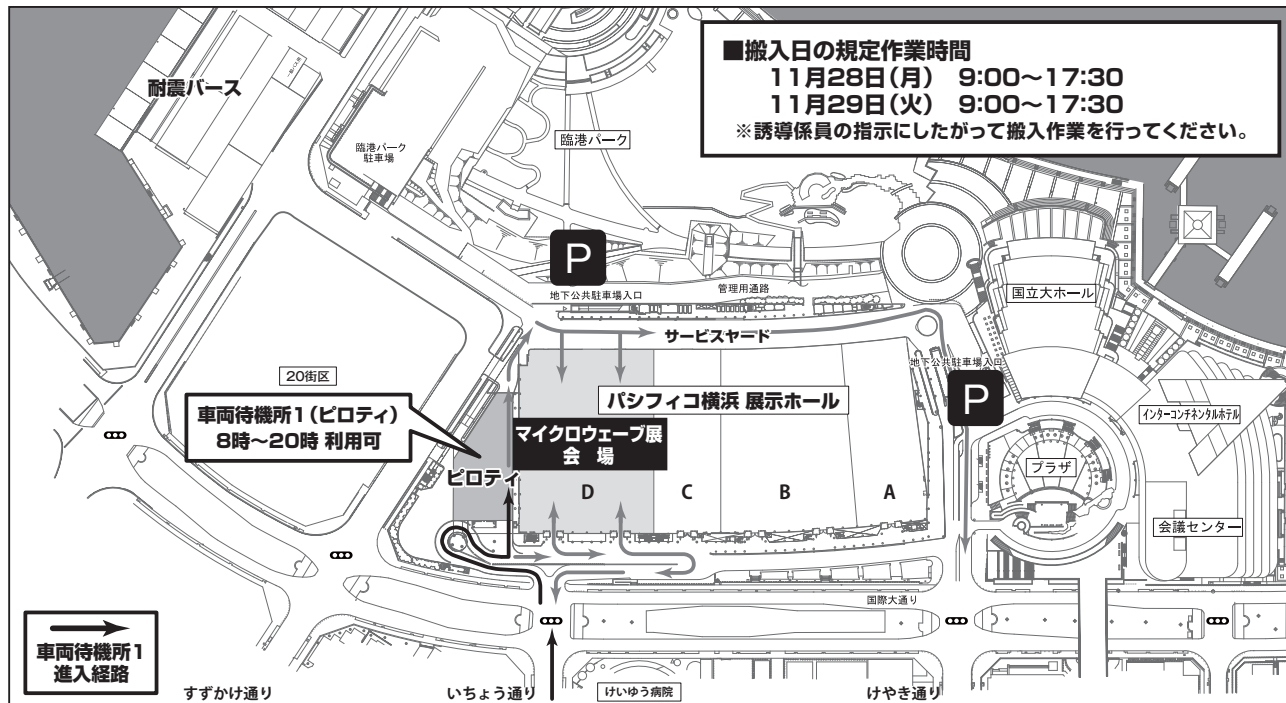 ■搬入日の規定作業時間
11月28日(月) 9:00〜17:30
11月29日(火) 9:00〜17:30
※誘導係員の指示にしたがって搬入作業を行ってください。
耐震バース
臨港パーク
駐車場
臨港パーク
P
地下公共駐車場入口
管理用通路
国立大ホール
サービスヤード
地下公共駐車場入口
P
20街区
車両待機所1(ピロティ)
8時〜20時 利用可
パシフィコ横浜 展示ホール
マイクロウェーブ展
会 場
インターコンチネンタルホテル
ピロティ
プラザ
D
C
B
A
会議センター
国際大通り
車両待機所1
進入経路
すずかけ通り
いちょう通り
けいゆう病院
けやき通り